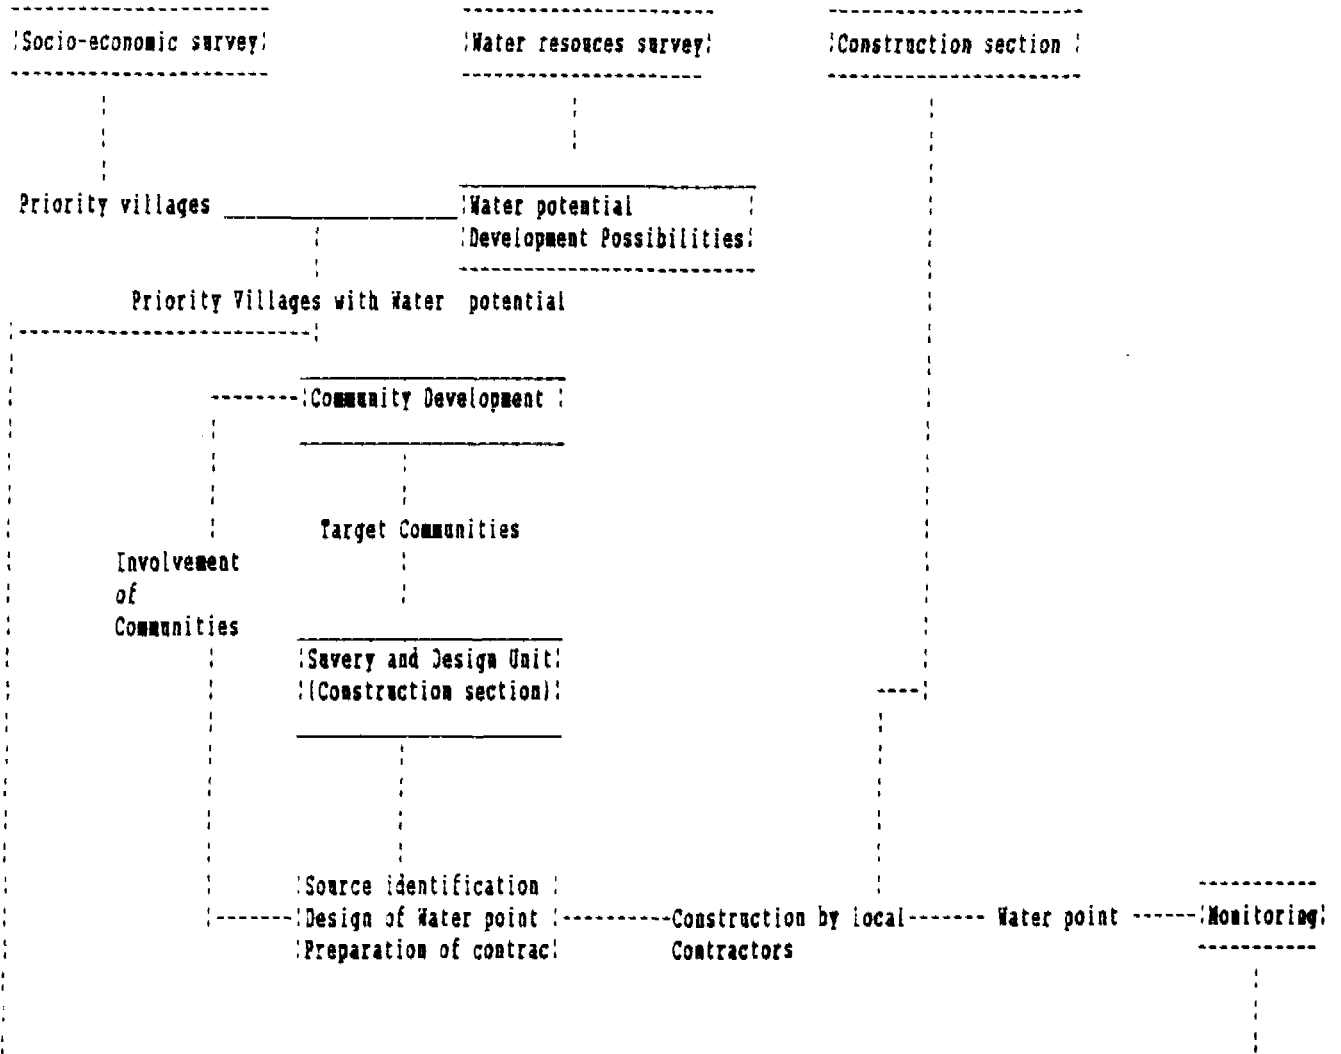 Socio-economic survey
Water resouces survey
Construction section
Priority villages
Water potential
Development Possibilities
Priority Villages with Water potential
Community Development
Target Communities
Involvement
of
Communities
Savery and Design Unit
(Construction section)
Source identification
Design of Water point
Preparation of contrac
Construction by local
Contractors
Water point
Monitoring